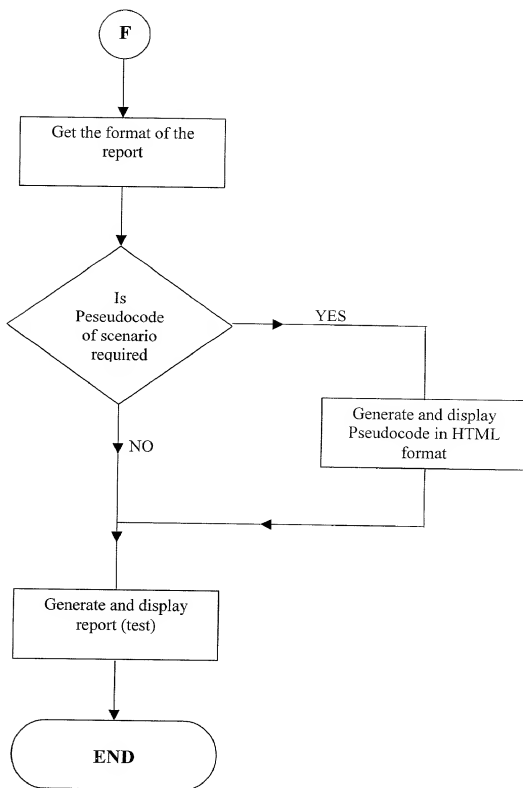 F
Get the format of the
report
Is
Peseudocode
of scenario
required
YES
Generate and display
Pseudocode in HTML
format
NO
Generate and display
report (test)
END